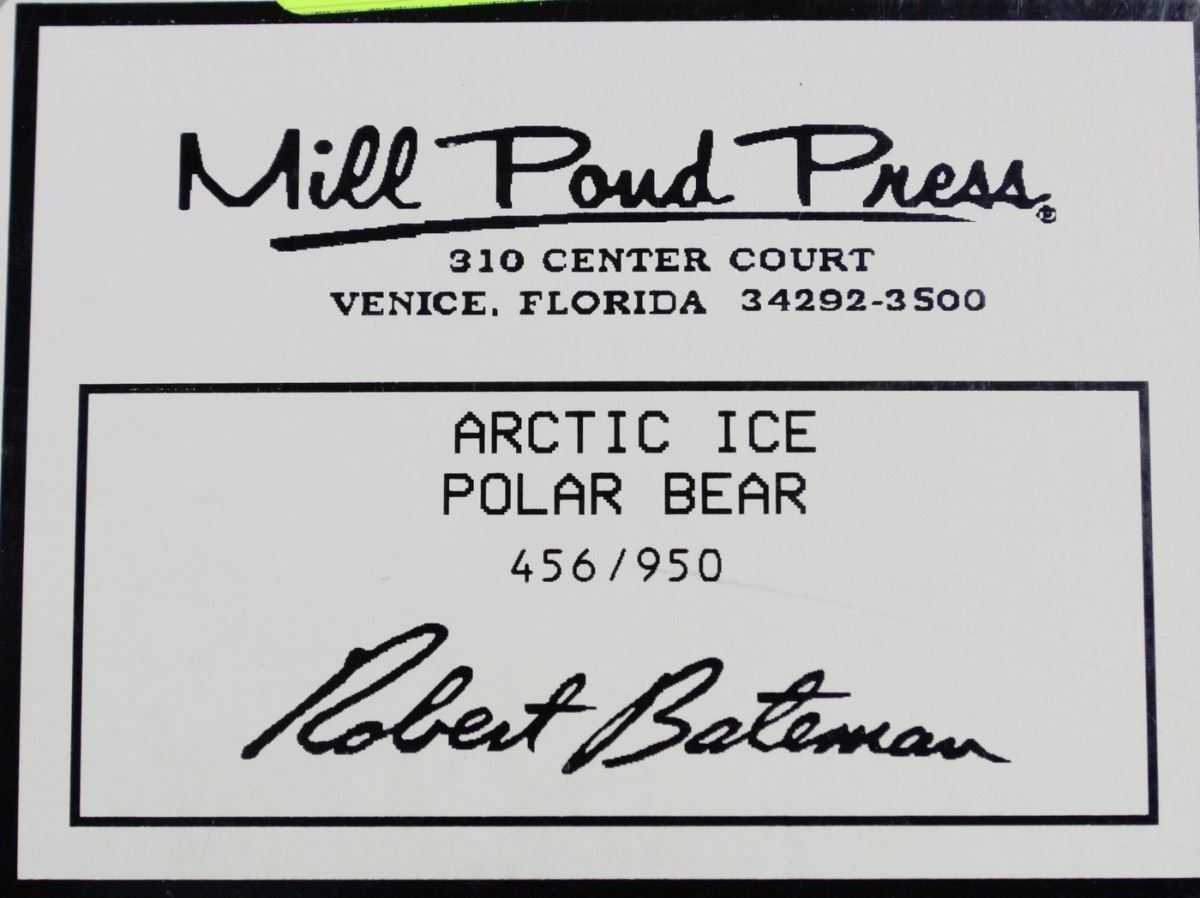 Mill Pond Press®
310 CENTER COURT
VENICE, FLORIDA 34292-3500
ARCTIC ICE
POLAR BEAR
456/950
Robert Bateman